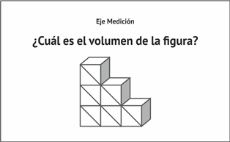 Eje Medición
¿Cuál es el volumen de la figura?